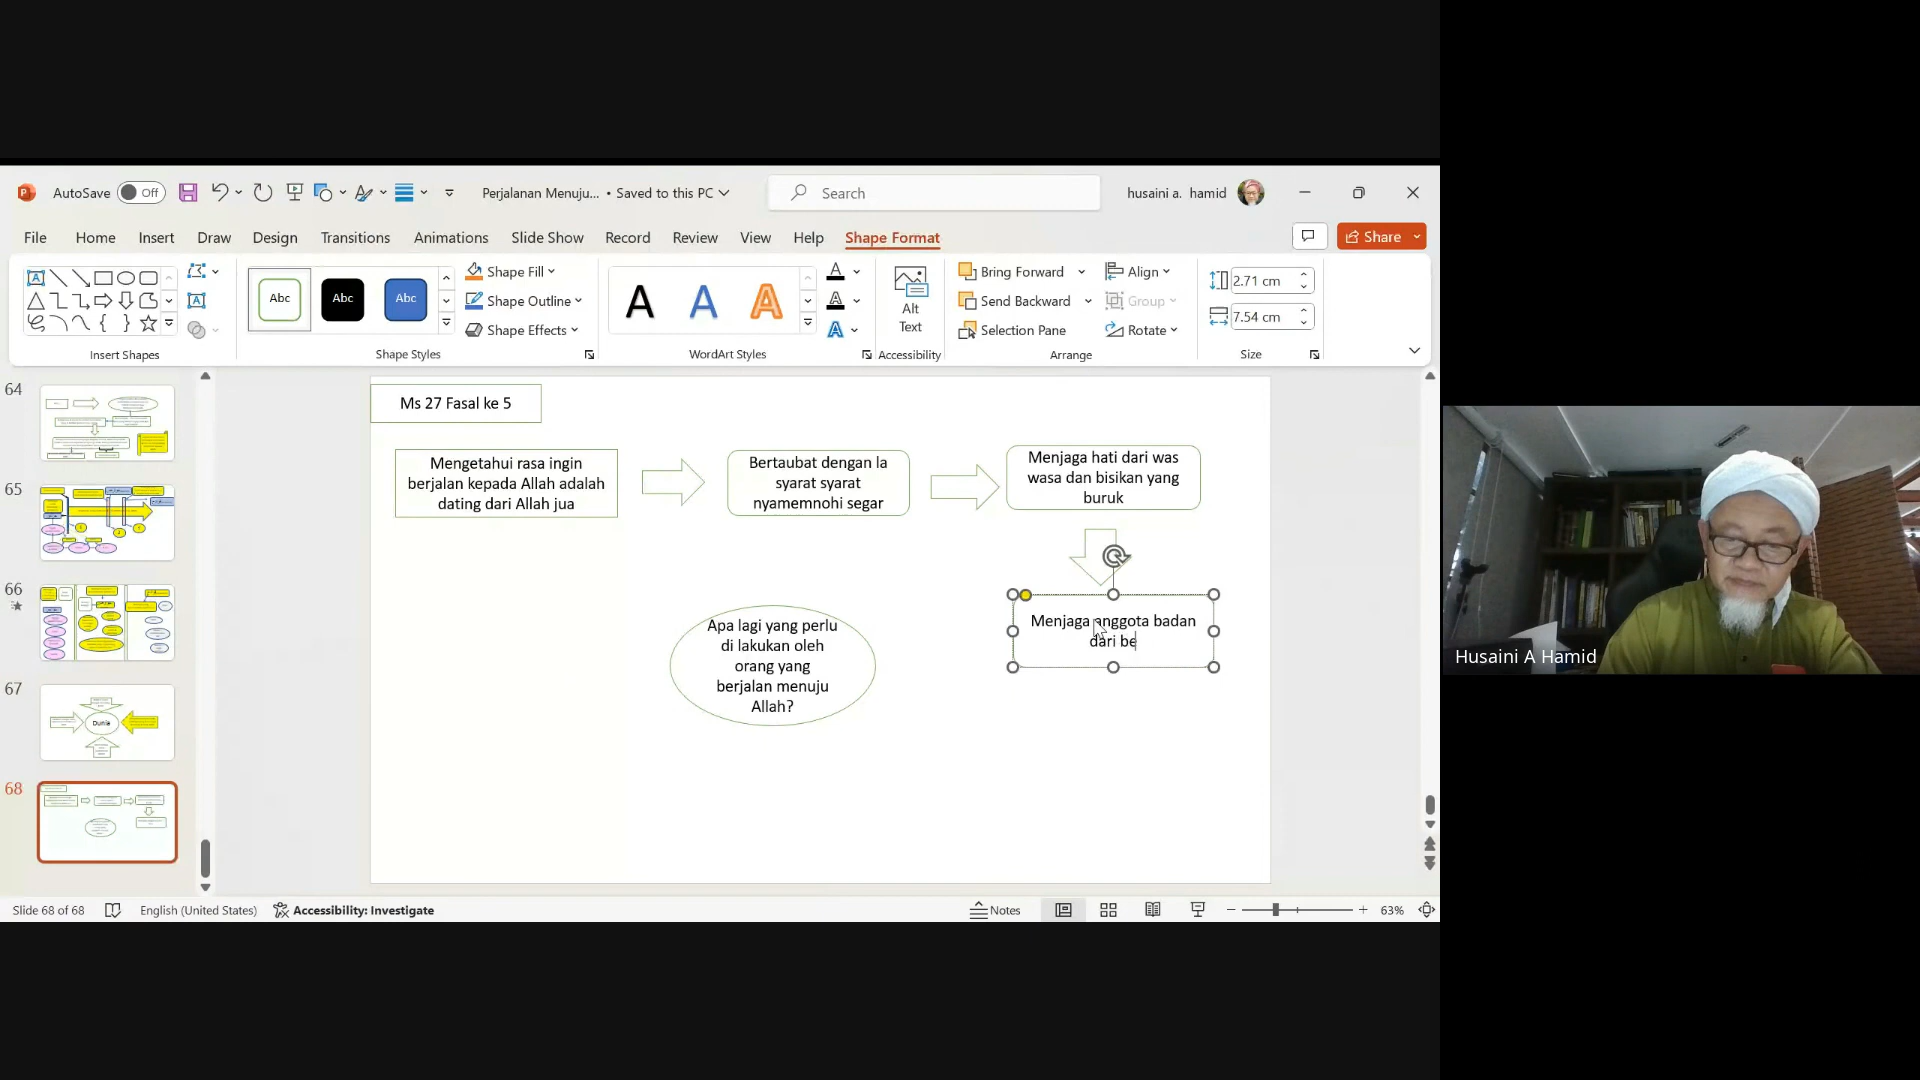 AutoSave Off
Perjalanan Menuju... • Saved to this PC
Search
husaini a. hamid
File Home Insert Draw Design Transitions Animations Slide Show Record Review View Help Shape Format
Share
Abc Abc Abc
Shape Fill
Shape Outline
Shape Effects
A A A
Alt
Text
Bring Forward
Send Backward
Selection Pane
Align
Group
Rotate
2.71 cm
7.54 cm
Insert Shapes Shape Styles WordArt Styles Accessibility Arrange Size
64
65
66
67
Dunia
68
Ms 27 Fasal ke 5
Mengetahui rasa ingin
berjalan kepada Allah adalah
dating dari Allah jua
Bertaubat dengan la
syarat syarat
nyamemnohi segar
Menjaga hati dari was
wasa dan bisikan yang
buruk
Menjaga anggota badan
dari be
Apa lagi yang perlu
di lakukan oleh
orang yang
berjalan menuju
Allah?
Husaini A Hamid
Slide 68 of 68 English (United States) Accessibility: Investigate Notes 63%